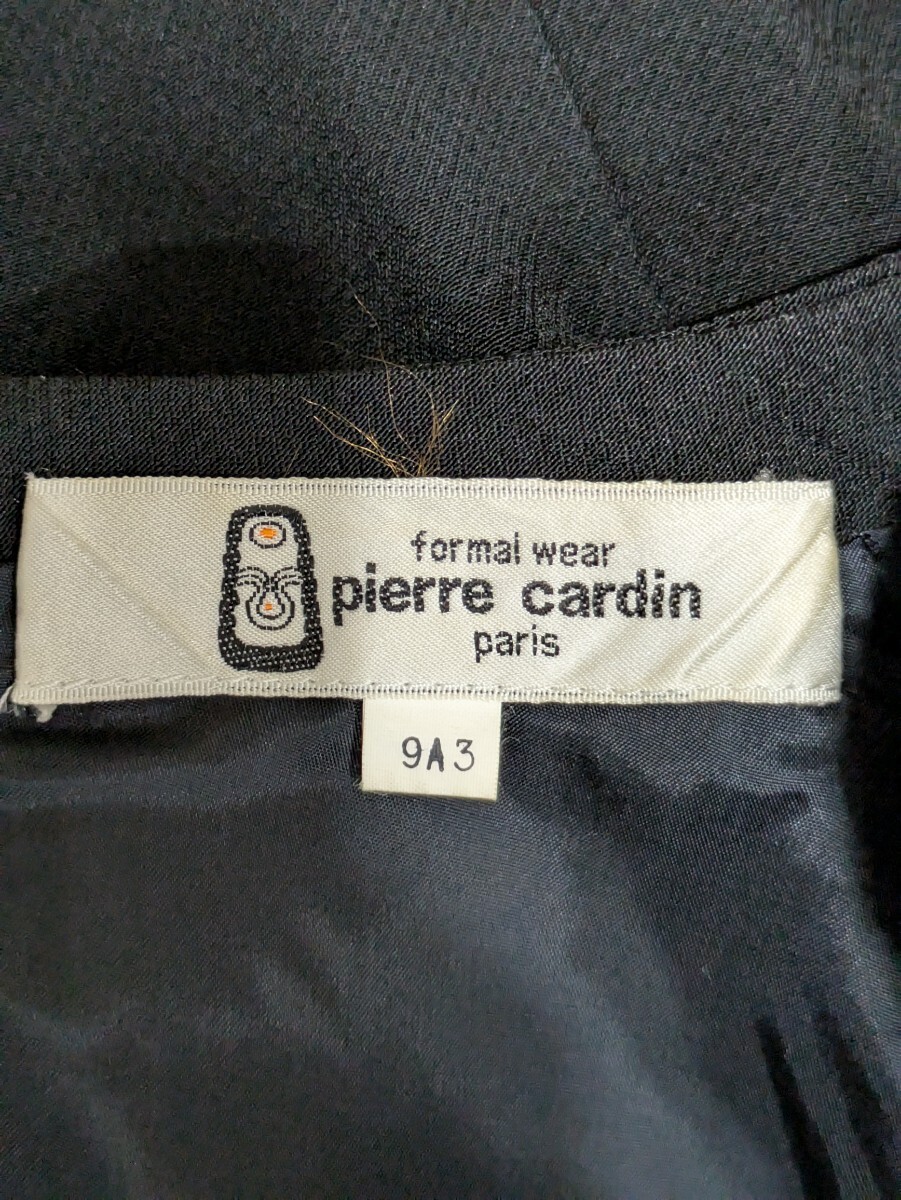 formal wear
pierre cardin
paris
9A3